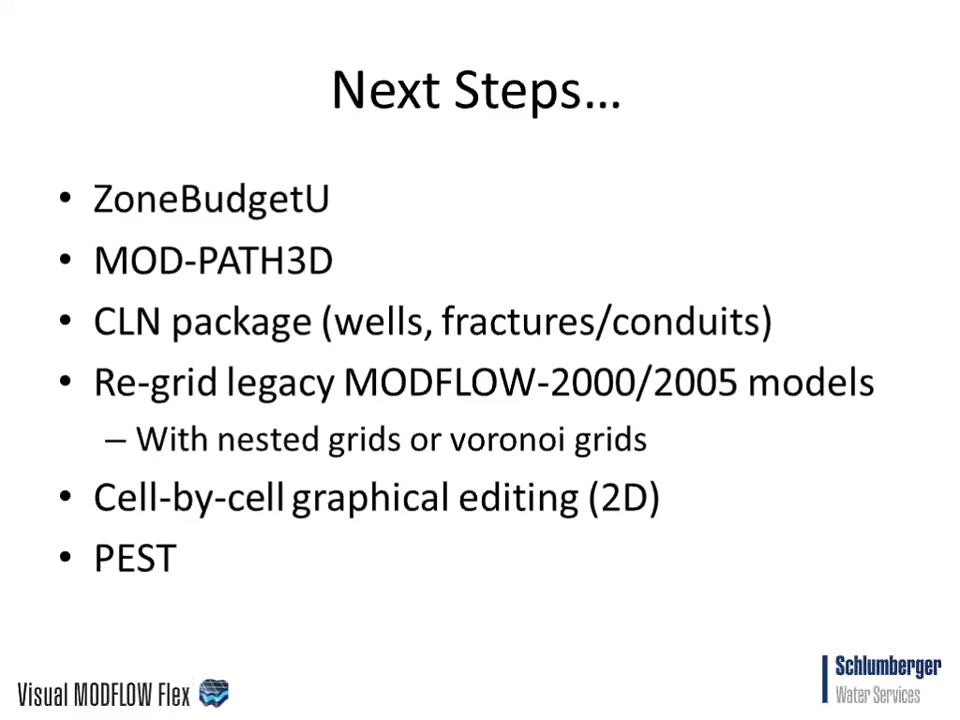 Next Steps...
• ZoneBudgetU
• MOD-PATH3D
• CLN package (wells, fractures/conduits)
• Re-grid legacy MODFLOW-2000/2005 models
– With nested grids or voronoi grids
• Cell-by-cell graphical editing (2D)
• PEST
Visual MODFLOW Flex
Schlumberger
Water Services